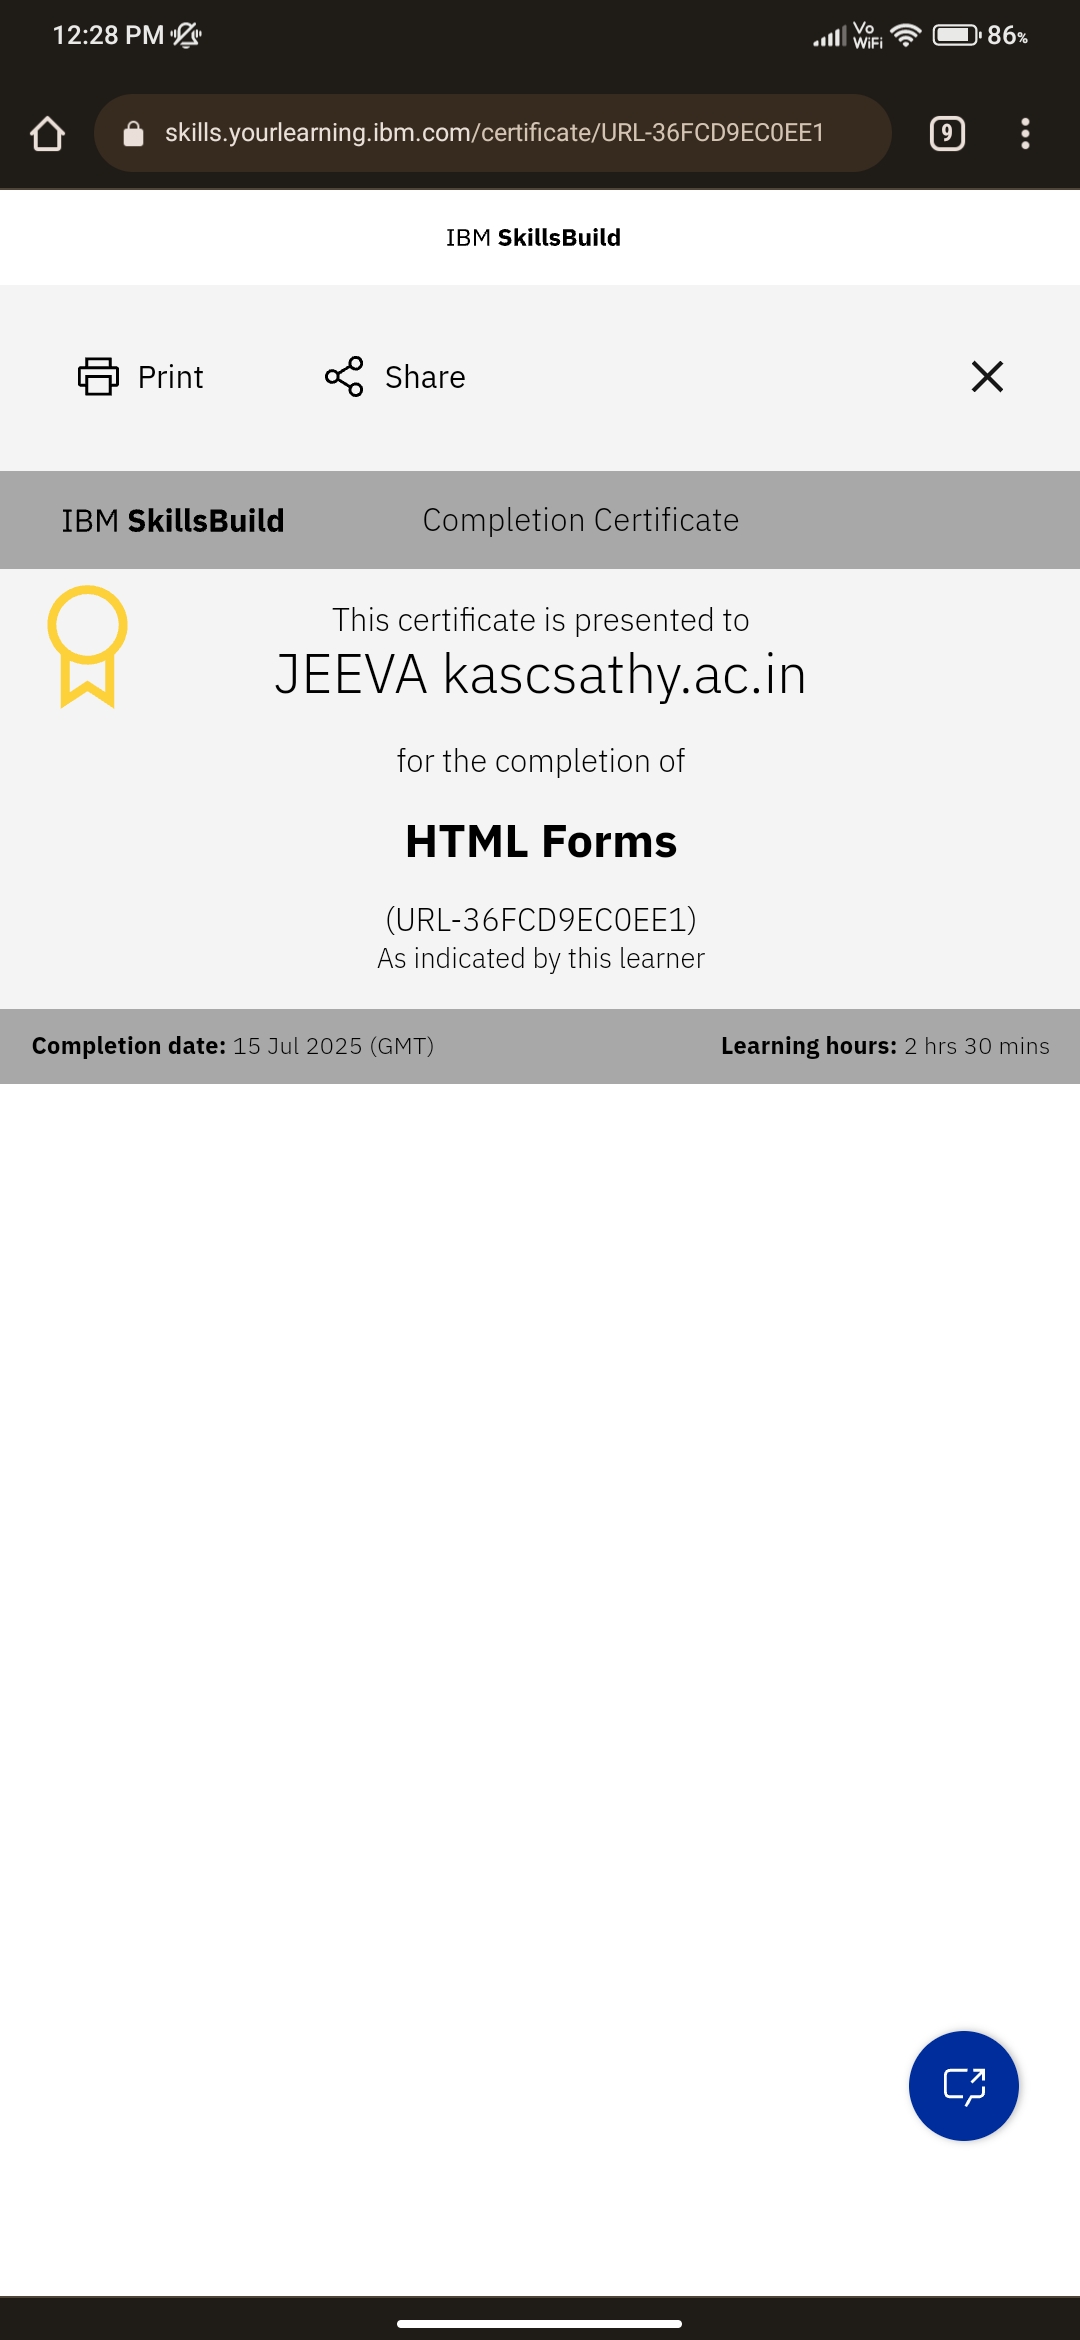 12:28 PM
Vo WiFi
86%
skills.yourlearning.ibm.com/certificate/URL-36FCD9EC0EE1
9
IBM SkillsBuild
Print
Share
IBM SkillsBuild
Completion Certificate
This certificate is presented to
JEEVA kascsathy.ac.in
for the completion of
HTML Forms
(URL-36FCD9EC0EE1)
As indicated by this learner
Completion date: 15 Jul 2025 (GMT)
Learning hours: 2 hrs 30 mins